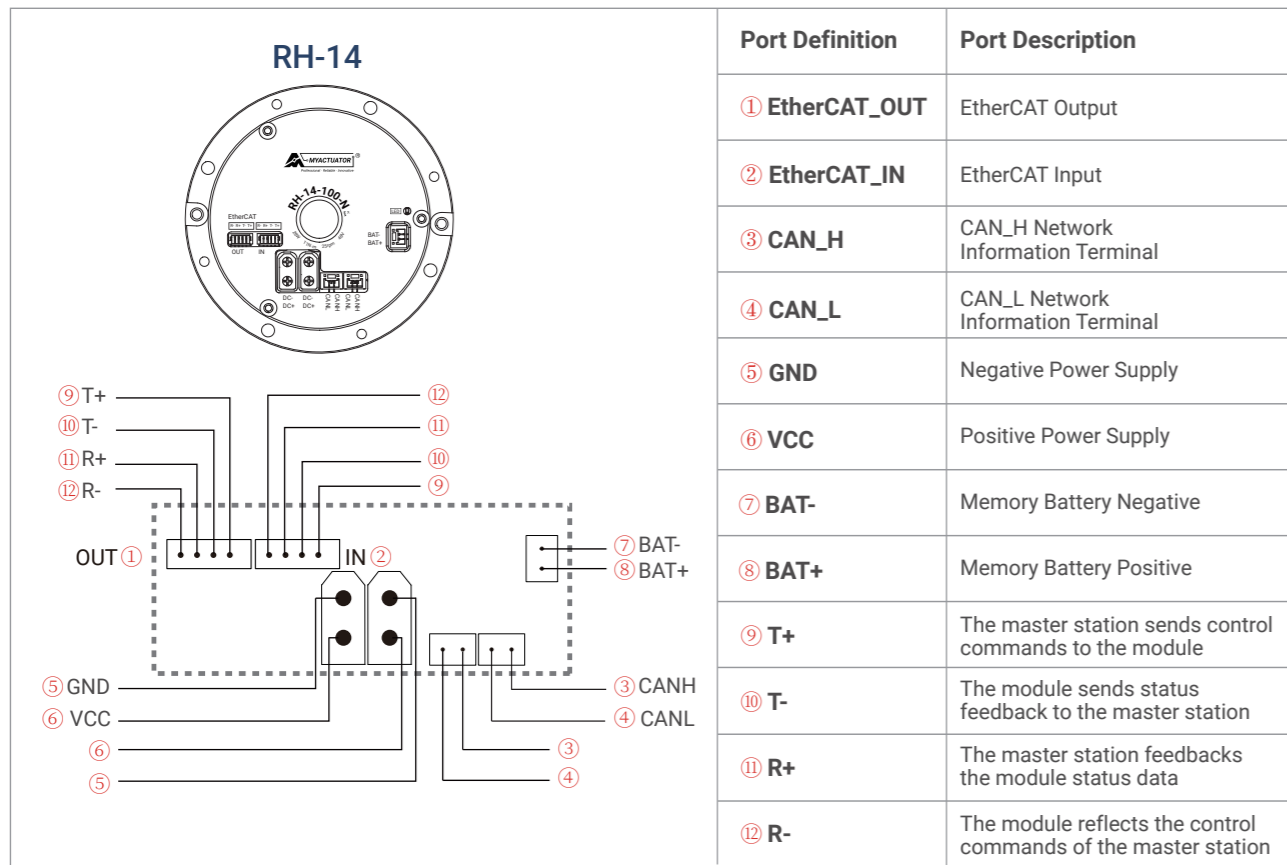 RH-14
MYACTUATOR®
Professional Reliable Innovative
RH-14-100-N
EtherCAT
R- R+ T- T+ R- R+ T- T+
OUT IN
LED
BAT-
BAT+
DC-
DC+
DC-
DC+
CANL
CANH
CANL
CANH
⑨ T+
⑩ T-
⑪ R+
⑫ R-
⑫
⑪
⑩
⑨
OUT ①
IN ②
⑦ BAT-
⑧ BAT+
⑤ GND
⑥ VCC
⑥
⑤
③ CANH
④ CANL
③
④
Port Definition Port Description
① EtherCAT_OUT EtherCAT Output
② EtherCAT_IN EtherCAT Input
③ CAN_H CAN_H Network
Information Terminal
④ CAN_L CAN_L Network
Information Terminal
⑤ GND Negative Power Supply
⑥ VCC Positive Power Supply
⑦ BAT- Memory Battery Negative
⑧ BAT+ Memory Battery Positive
⑨ T+ The master station sends control
commands to the module
⑩ T- The module sends status
feedback to the master station
⑪ R+ The master station feedbacks
the module status data
⑫ R- The module reflects the control
commands of the master station